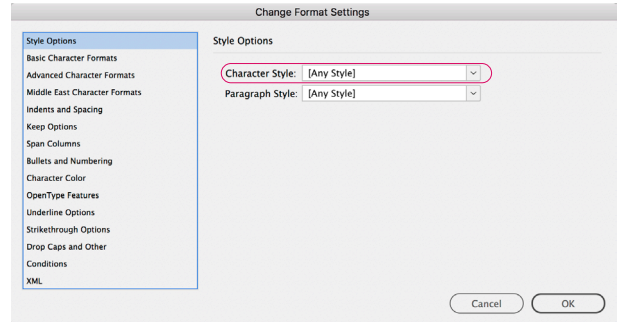 Change Format Settings
Style Options
Basic Character Formats
Advanced Character Formats
Middle East Character Formats
Indents and Spacing
Keep Options
Span Columns
Bullets and Numbering
Character Color
OpenType Features
Underline Options
Strikethrough Options
Drop Caps and Other
Conditions
XML
Style Options
Character Style: [Any Style]
Paragraph Style: [Any Style]
Cancel OK